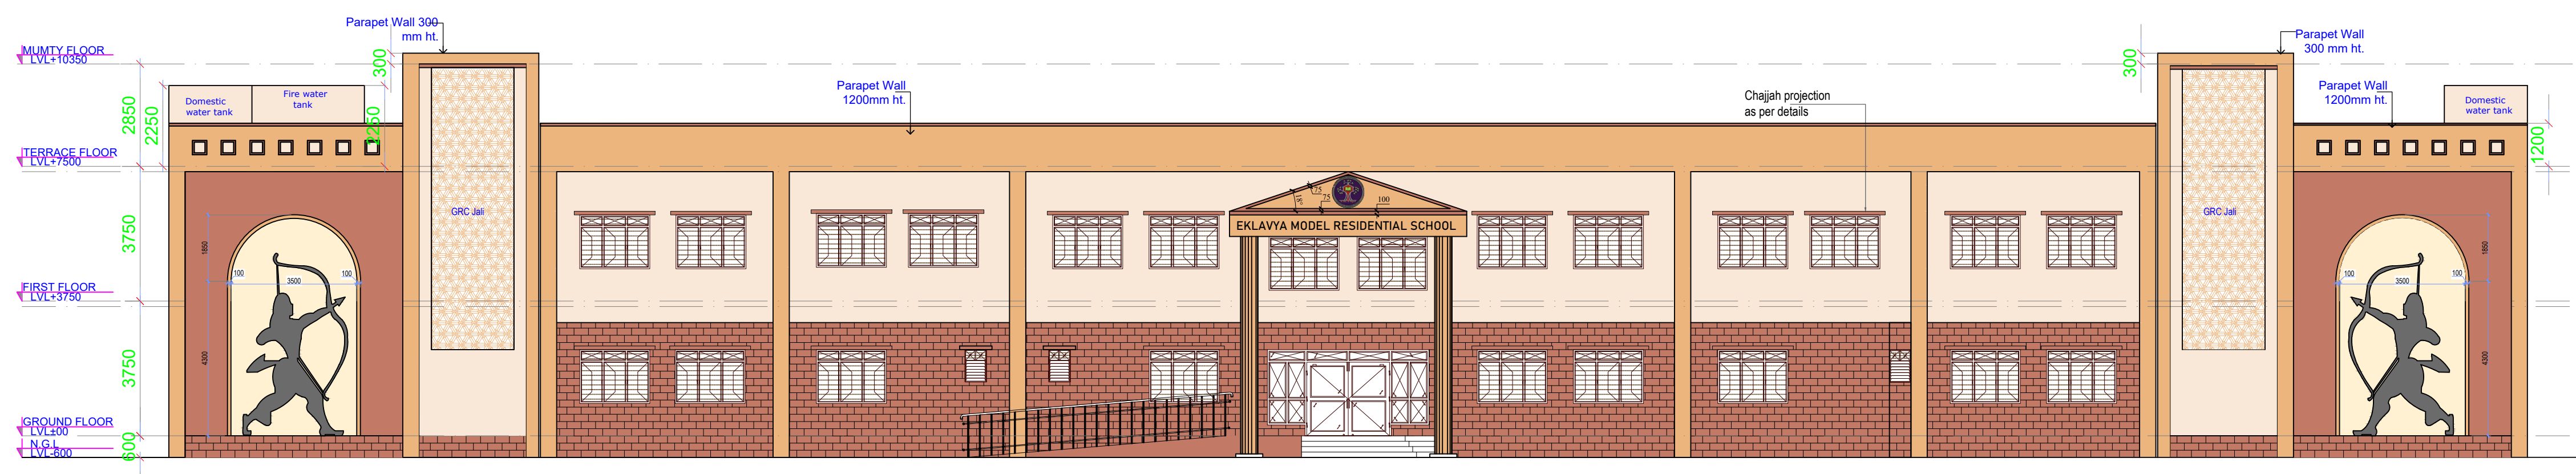 Parapet Wall 300
mm ht.
Parapet Wall
300 mm ht.
MUMTY FLOOR
LVL+10350
300
300
Domestic
water tank
Fire water
tank
Parapet Wall
1200mm ht.
Chajjah projection
as per details
Parapet Wall
1200mm ht.
Domestic
water tank
2850
2250
2250
1200
TERRACE FLOOR
LVL+7500
GRC Jali
75
18°
75
100
GRC Jali
EKLAVYA MODEL RESIDENTIAL SCHOOL
3750
1850
1850
100
3500
100
100
3500
100
FIRST FLOOR
LVL+3750
3750
4300
4300
GROUND FLOOR
LVL±00
N.G.L
LVL-600
600